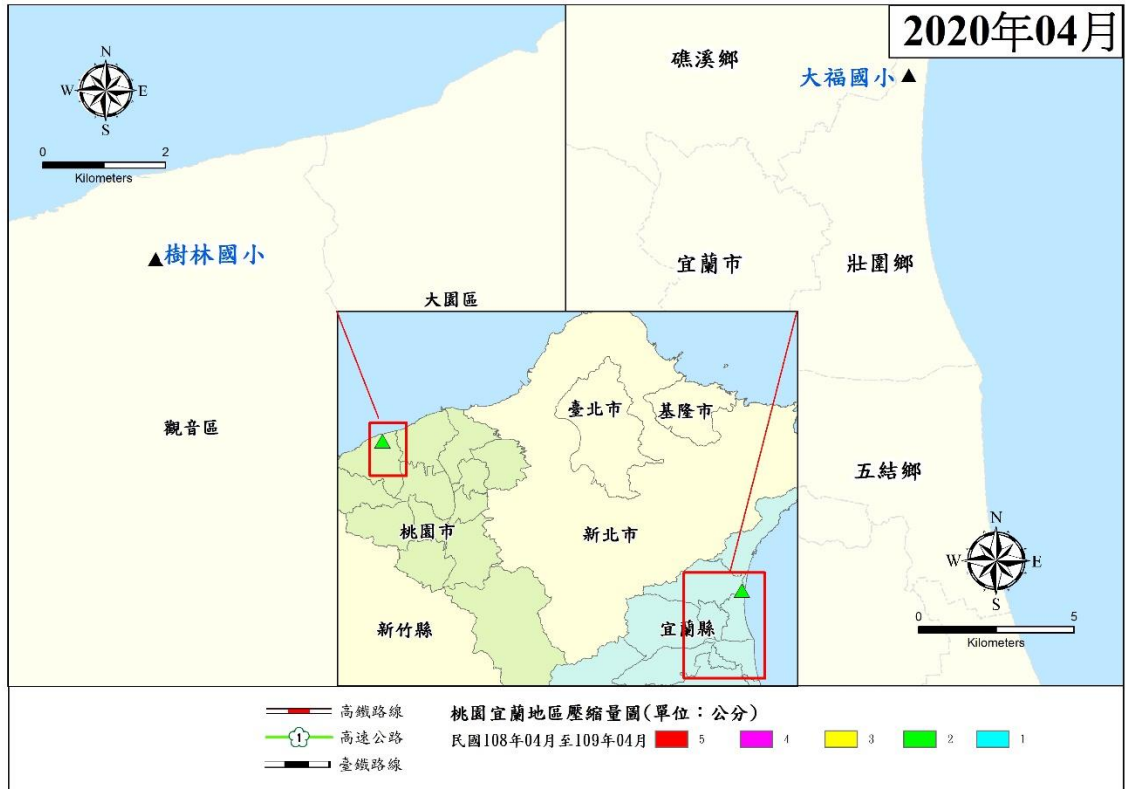 2020年04月
N
W
E
S
0
2
Kilometers
樹林國小
大園區
觀音區
礁溪鄉
大福國小
宜蘭市
壯圍鄉
五結鄉
N
W
E
S
0
5
Kilometers
臺北市
基隆市
桃園市
新北市
新竹縣
宜蘭縣
高鐵路線
1
高速公路
臺鐵路線
桃園宜蘭地區壓縮量圖(單位：公分)
民國108年04月至109年04月 5 4 3 2 1